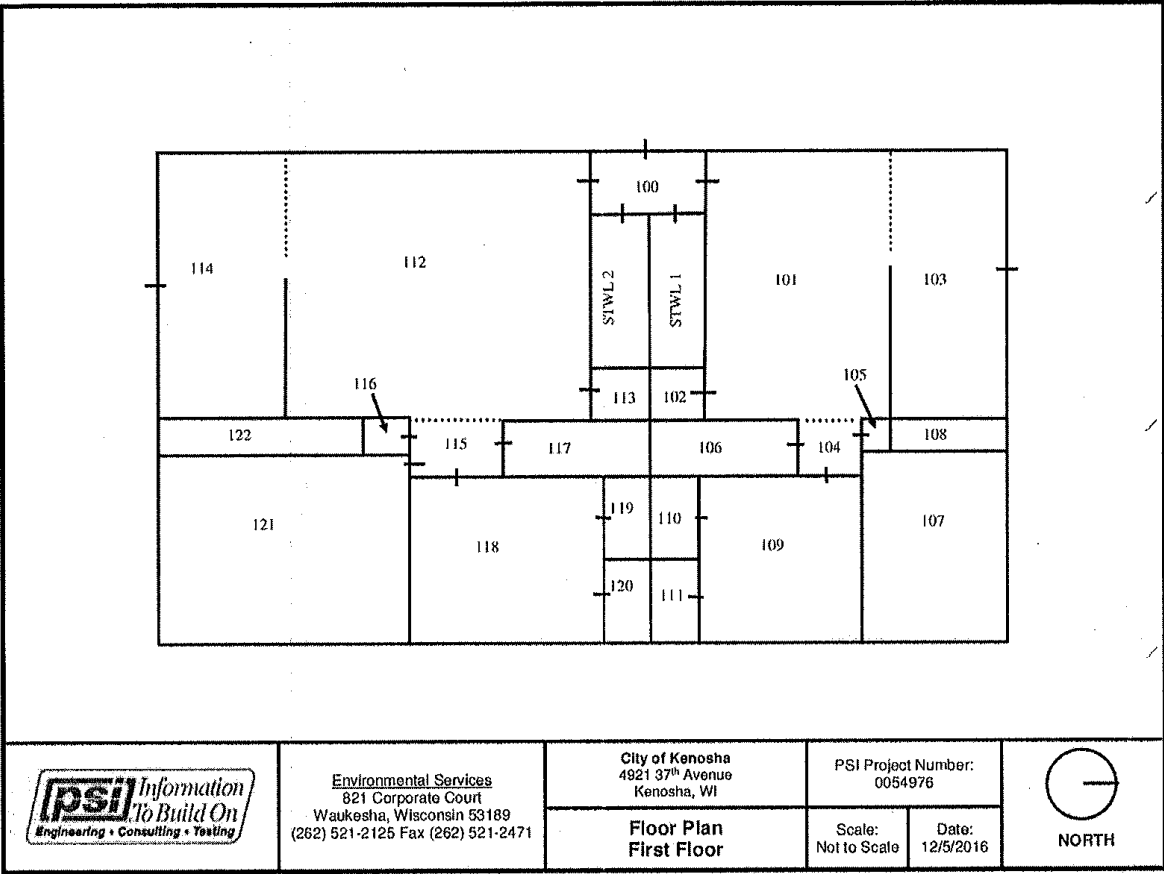 100
114
112
STWL 2
STWL 1
101
103
116
105
113
102
122
115
117
106
104
108
121
118
119
110
109
107
120
111
psi Information
To Build On
Engineering • Consulting • Testing
Environmental Services
821 Corporate Court
Waukesha, Wisconsin 53189
(262) 521-2125 Fax (262) 521-2471
City of Kenosha
4921 37th Avenue
Kenosha, WI
Floor Plan
First Floor
PSI Project Number:
0054976
Scale:
Not to Scale
Date:
12/5/2016
NORTH